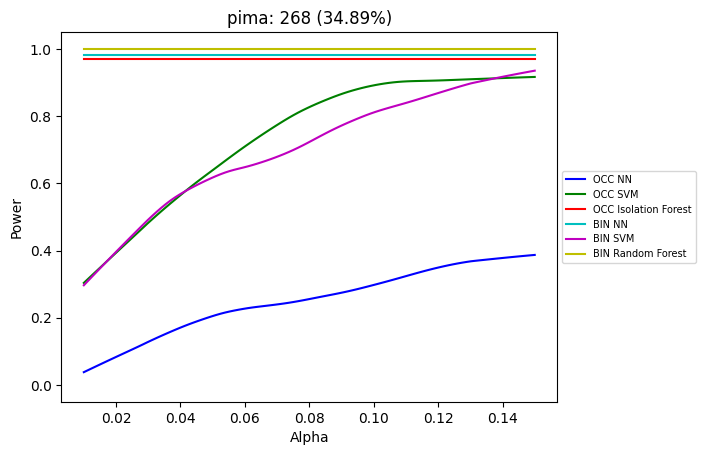 pima: 268 (34.89%)
1.0
0.8
0.6
0.4
0.2
0.0
Power
0.02 0.04 0.06 0.08 0.10 0.12 0.14
Alpha
OCC NN
OCC SVM
OCC Isolation Forest
BIN NN
BIN SVM
BIN Random Forest